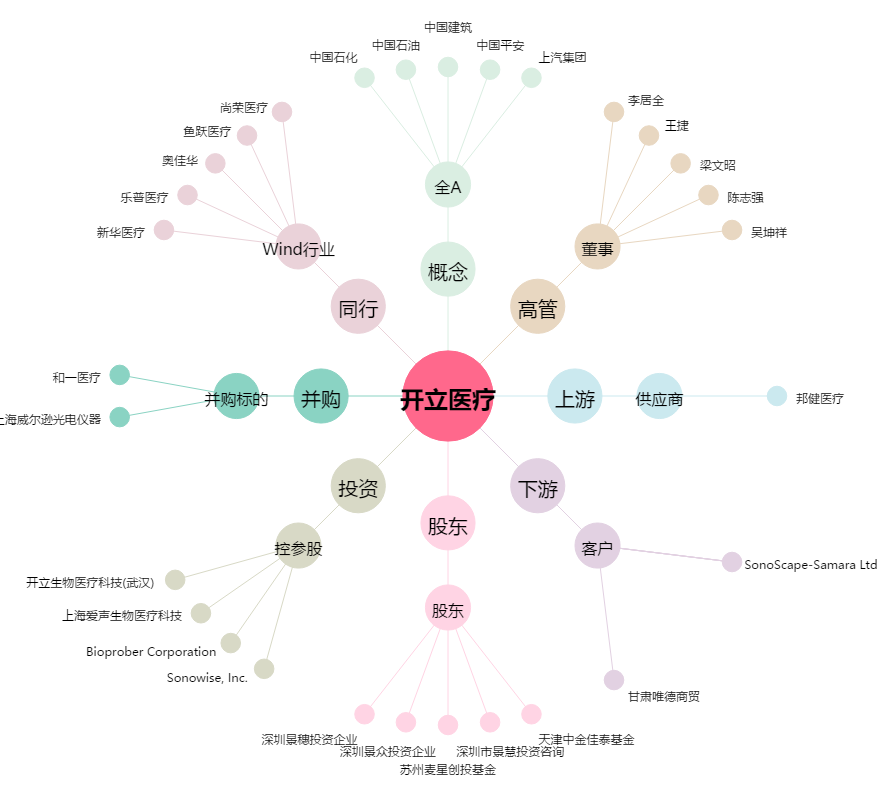 中国建筑
中国石油
中国平安
中国石化
上汽集团
全A
概念
尚荣医疗
鱼跃医疗
奥佳华
乐普医疗
新华医疗
Wind行业
同行
李居全
王捷
梁文昭
陈志强
吴坤祥
董事
高管
和一医疗
上海威尔逊光电仪器
并购标的
并购
开立医疗
上游
供应商
邦健医疗
投资
控参股
开立生物医疗科技(武汉)
上海爱声生物医疗科技
Bioprober Corporation
Sonowise, Inc.
股东
股东
深圳景穗投资企业
深圳景众投资企业
苏州麦星创投基金
深圳市景慧投资咨询
天津中金佳泰基金
下游
客户
SonoScape-Samara Ltd
甘肃唯德商贸